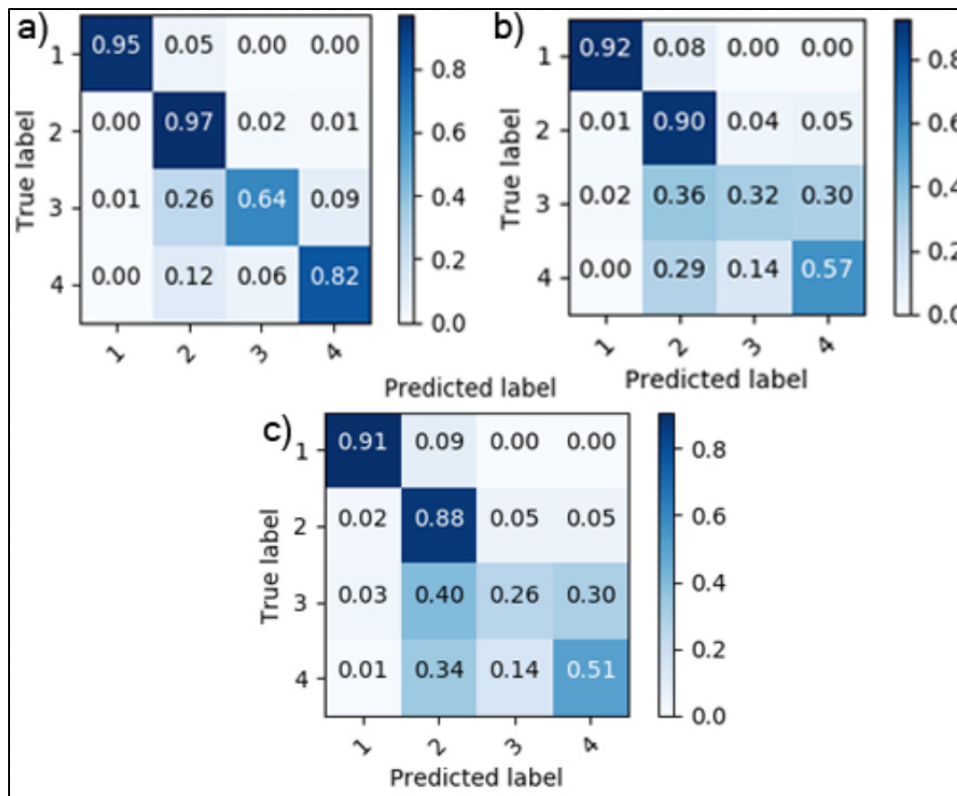 a)
True label
1 0.95 0.05 0.00 0.00
2 0.00 0.97 0.02 0.01
3 0.01 0.26 0.64 0.09
4 0.00 0.12 0.06 0.82
1 2 3 4
Predicted label
0.8
0.6
0.4
0.2
0.0
b)
True label
1 0.92 0.08 0.00 0.00
2 0.01 0.90 0.04 0.05
3 0.02 0.36 0.32 0.30
4 0.00 0.29 0.14 0.57
1 2 3 4
Predicted label
c)
True label
1 0.91 0.09 0.00 0.00
2 0.02 0.88 0.05 0.05
3 0.03 0.40 0.26 0.30
4 0.01 0.34 0.14 0.51
1 2 3 4
Predicted label
0.8
0.6
0.4
0.2
0.0